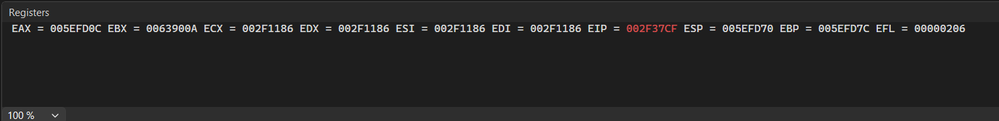 Registers
EAX = 005EFD0C EBX = 0063900A ECX = 002F1186 EDX = 002F1186 ESI = 002F1186 EDI = 002F1186 EIP = 002F37CF ESP = 005EFD70 EBP = 005EFD7C EFL = 00000206
100 %